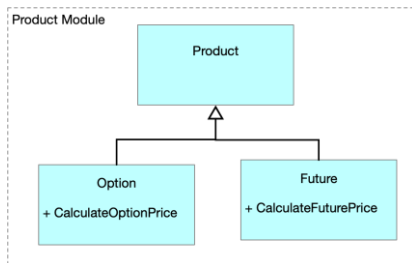 Product Module
Product
Option
+ CalculateOptionPrice
Future
+ CalculateFuturePrice